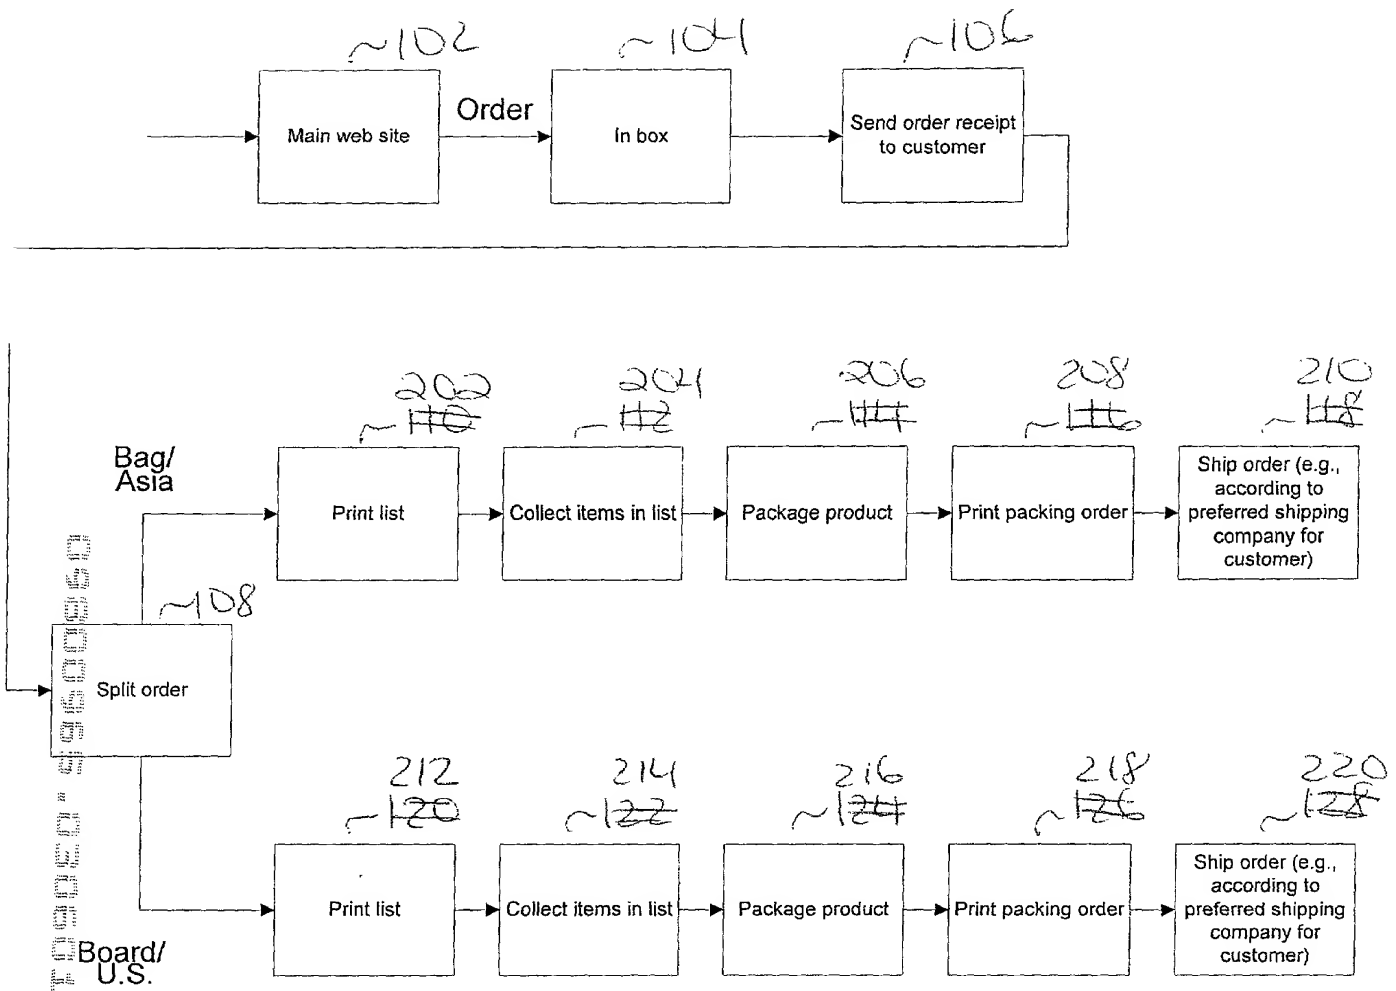 ~102
~104
~106
Main web site
Order
In box
Send order receipt
to customer
202
~110
204
~112
206
~114
208
~116
210
~118
Bag/
Asia
Print list
Collect items in list
Package product
Print packing order
Ship order (e.g.,
according to
preferred shipping
company for
customer)
~108
Split order
212
~120
214
~122
216
~124
218
~126
220
~128
Board/
U.S.
Print list
Collect items in list
Package product
Print packing order
Ship order (e.g.,
according to
preferred shipping
company for
customer)